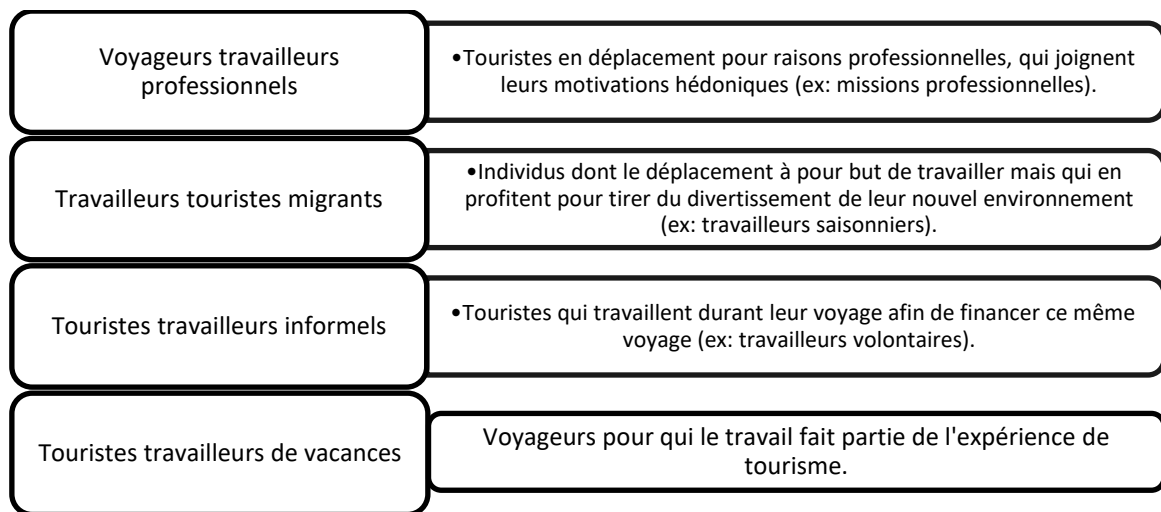 Voyageurs travailleurs
professionnels
•Touristes en déplacement pour raisons professionnelles, qui joignent
leurs motivations hédoniques (ex: missions professionnelles).
Travailleurs touristes migrants
•Individus dont le déplacement à pour but de travailler mais qui en
profitent pour tirer du divertissement de leur nouvel environnement
(ex: travailleurs saisonniers).
Touristes travailleurs informels
•Touristes qui travaillent durant leur voyage afin de financer ce même
voyage (ex: travailleurs volontaires).
Touristes travailleurs de vacances
Voyageurs pour qui le travail fait partie de l'expérience de
tourisme.